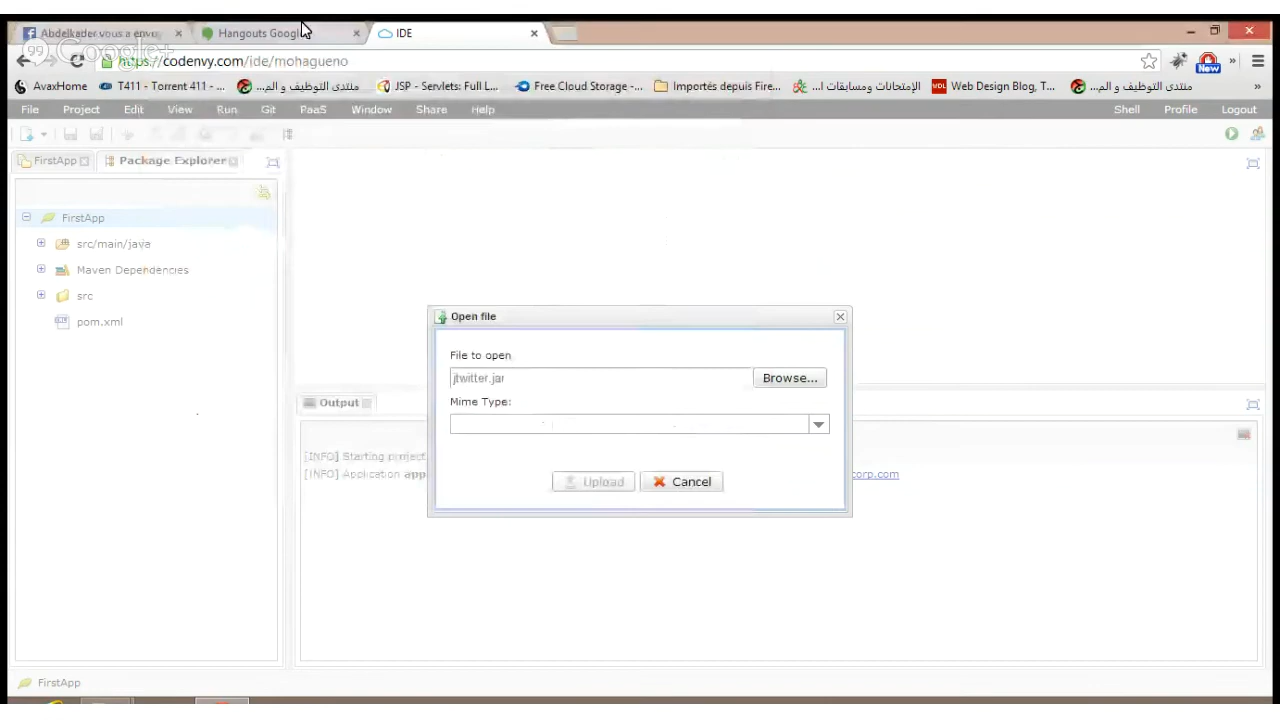 Abdelkader vous a envo
Hangouts Googl
IDE
99 Google+
https://codenvy.com/ide/mohagueno
New
»
AvaxHome
T411 - Torrent 411 - ...
منتدى التوظيف و الم...
JSP - Servlets: Full L...
Free Cloud Storage -...
Importés depuis Fire...
الإمتحانات ومسابقات ا...
WDL Web Design Blog, T...
منتدى التوظيف و الم...
»
File Project Edit View Run Git PaaS Window Share Help Shell Profile Logout
FirstApp
Package Explorer
FirstApp
src/main/java
Maven Dependencies
src
pom.xml
Open file
File to open
jtwitter.jar
Browse...
Mime Type:
Upload
Cancel
Output
[INFO] Starting project
[INFO] Application app
corp.com
FirstApp